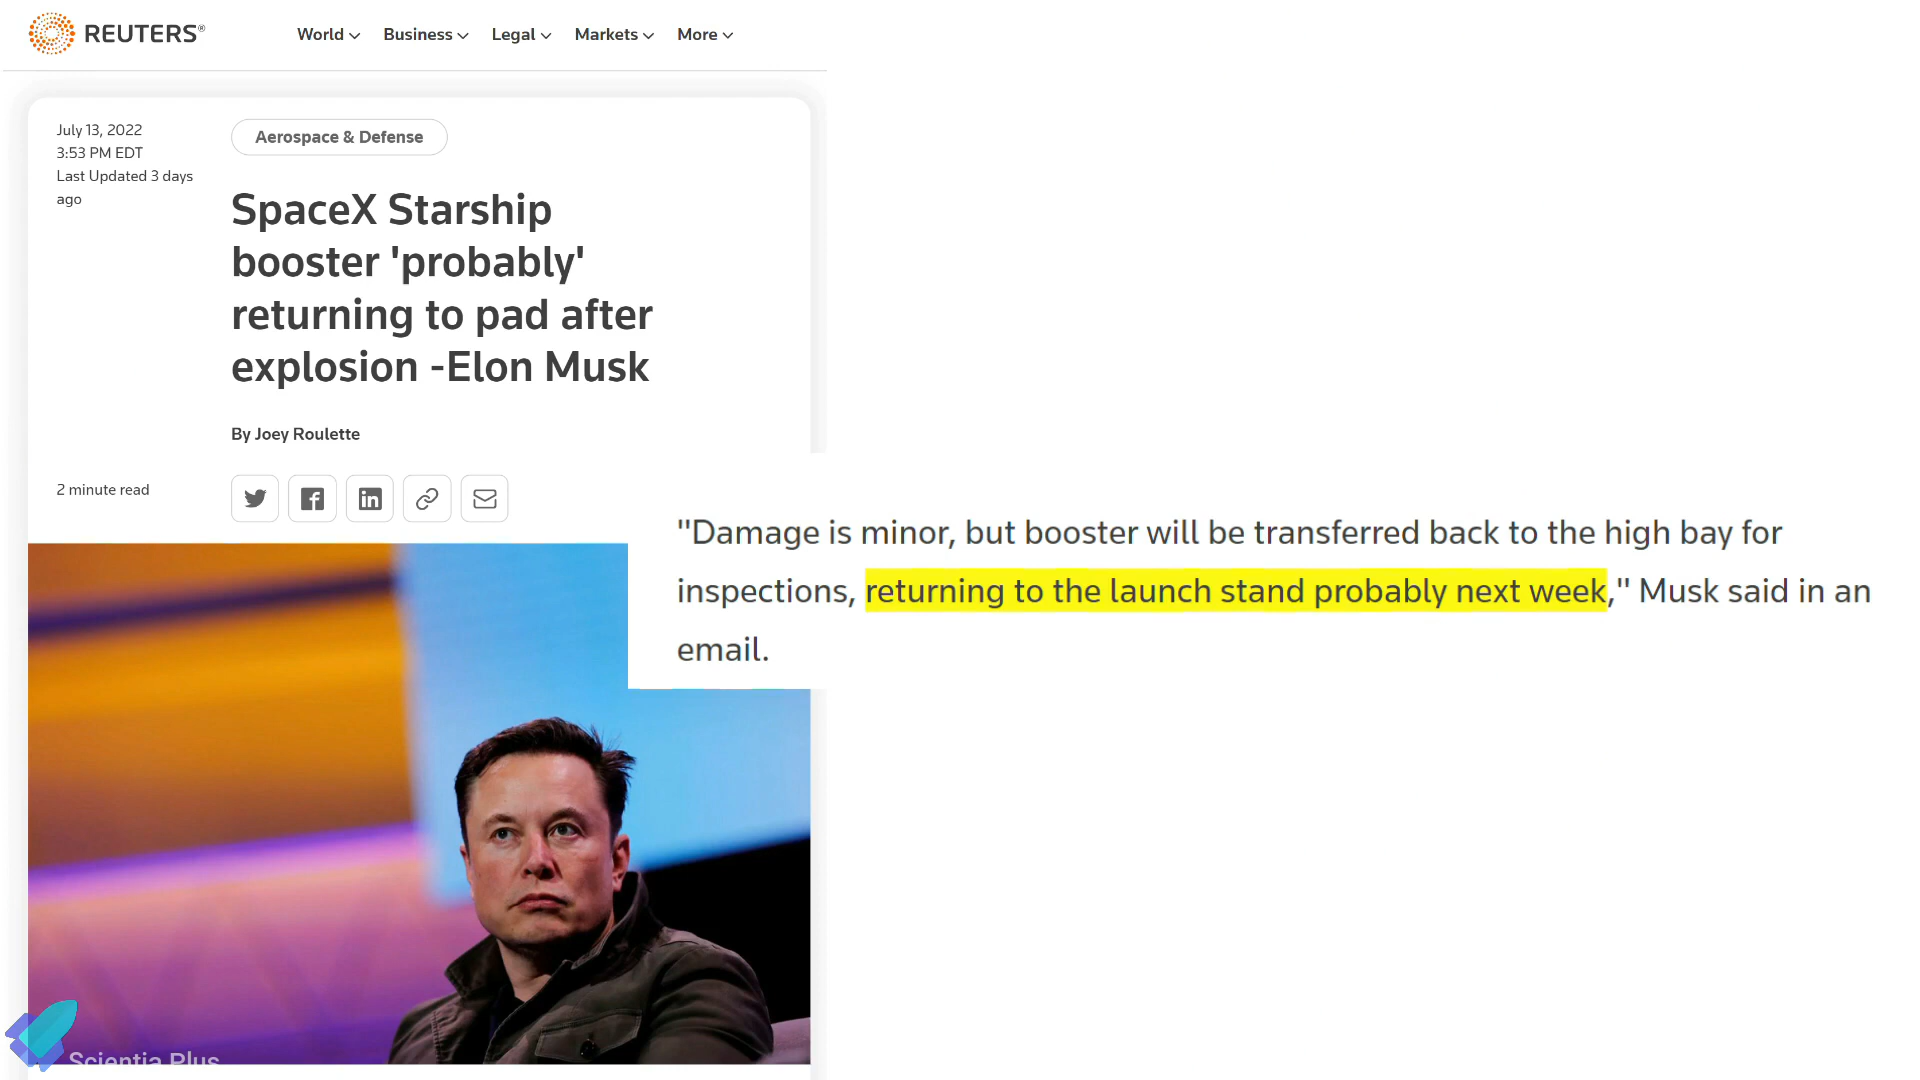 REUTERS®
World
Business
Legal
Markets
More
July 13, 2022
3:53 PM EDT
Last Updated 3 days
ago
Aerospace & Defense
SpaceX Starship
booster 'probably'
returning to pad after
explosion -Elon Musk
By Joey Roulette
2 minute read
"Damage is minor, but booster will be transferred back to the high bay for
inspections, returning to the launch stand probably next week," Musk said in an
email.
Scientia Plus